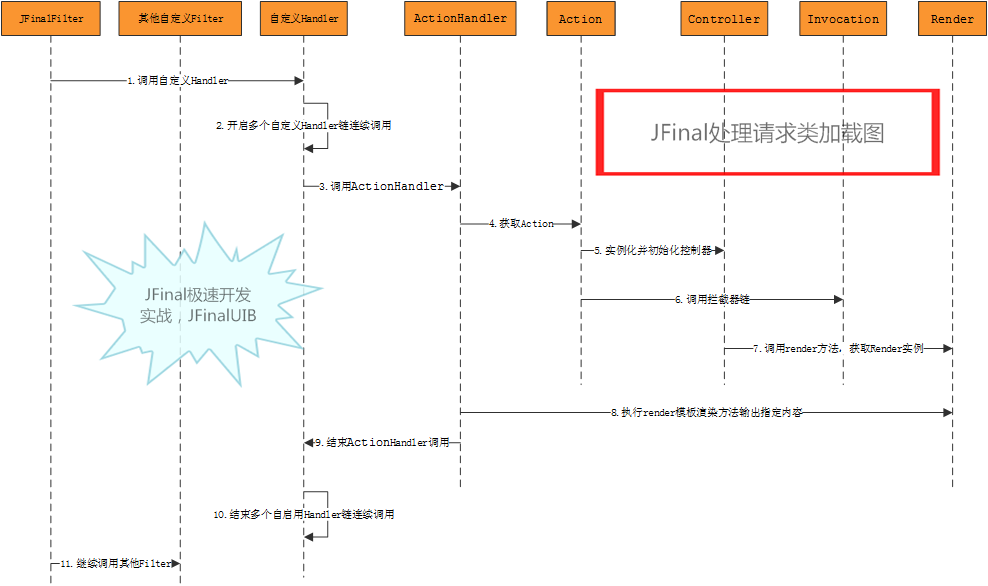 JFinalFilter
其他自定义Filter
自定义Handler
ActionHandler
Action
Controller
Invocation
Render
1.调用自定义Handler
2.开启多个自定义Handler链连续调用
JFinal处理请求类加载图
3.调用ActionHandler
4.获取Action
5.实例化并初始化控制器
6.调用拦截器链
JFinal极速开发
实战，JFinalUIB
7.调用render方法，获取Render实例
8.执行render模板渲染方法输出指定内容
9.结束ActionHandler调用
10.结束多个自启用Handler链连续调用
11.继续调用其他Filter